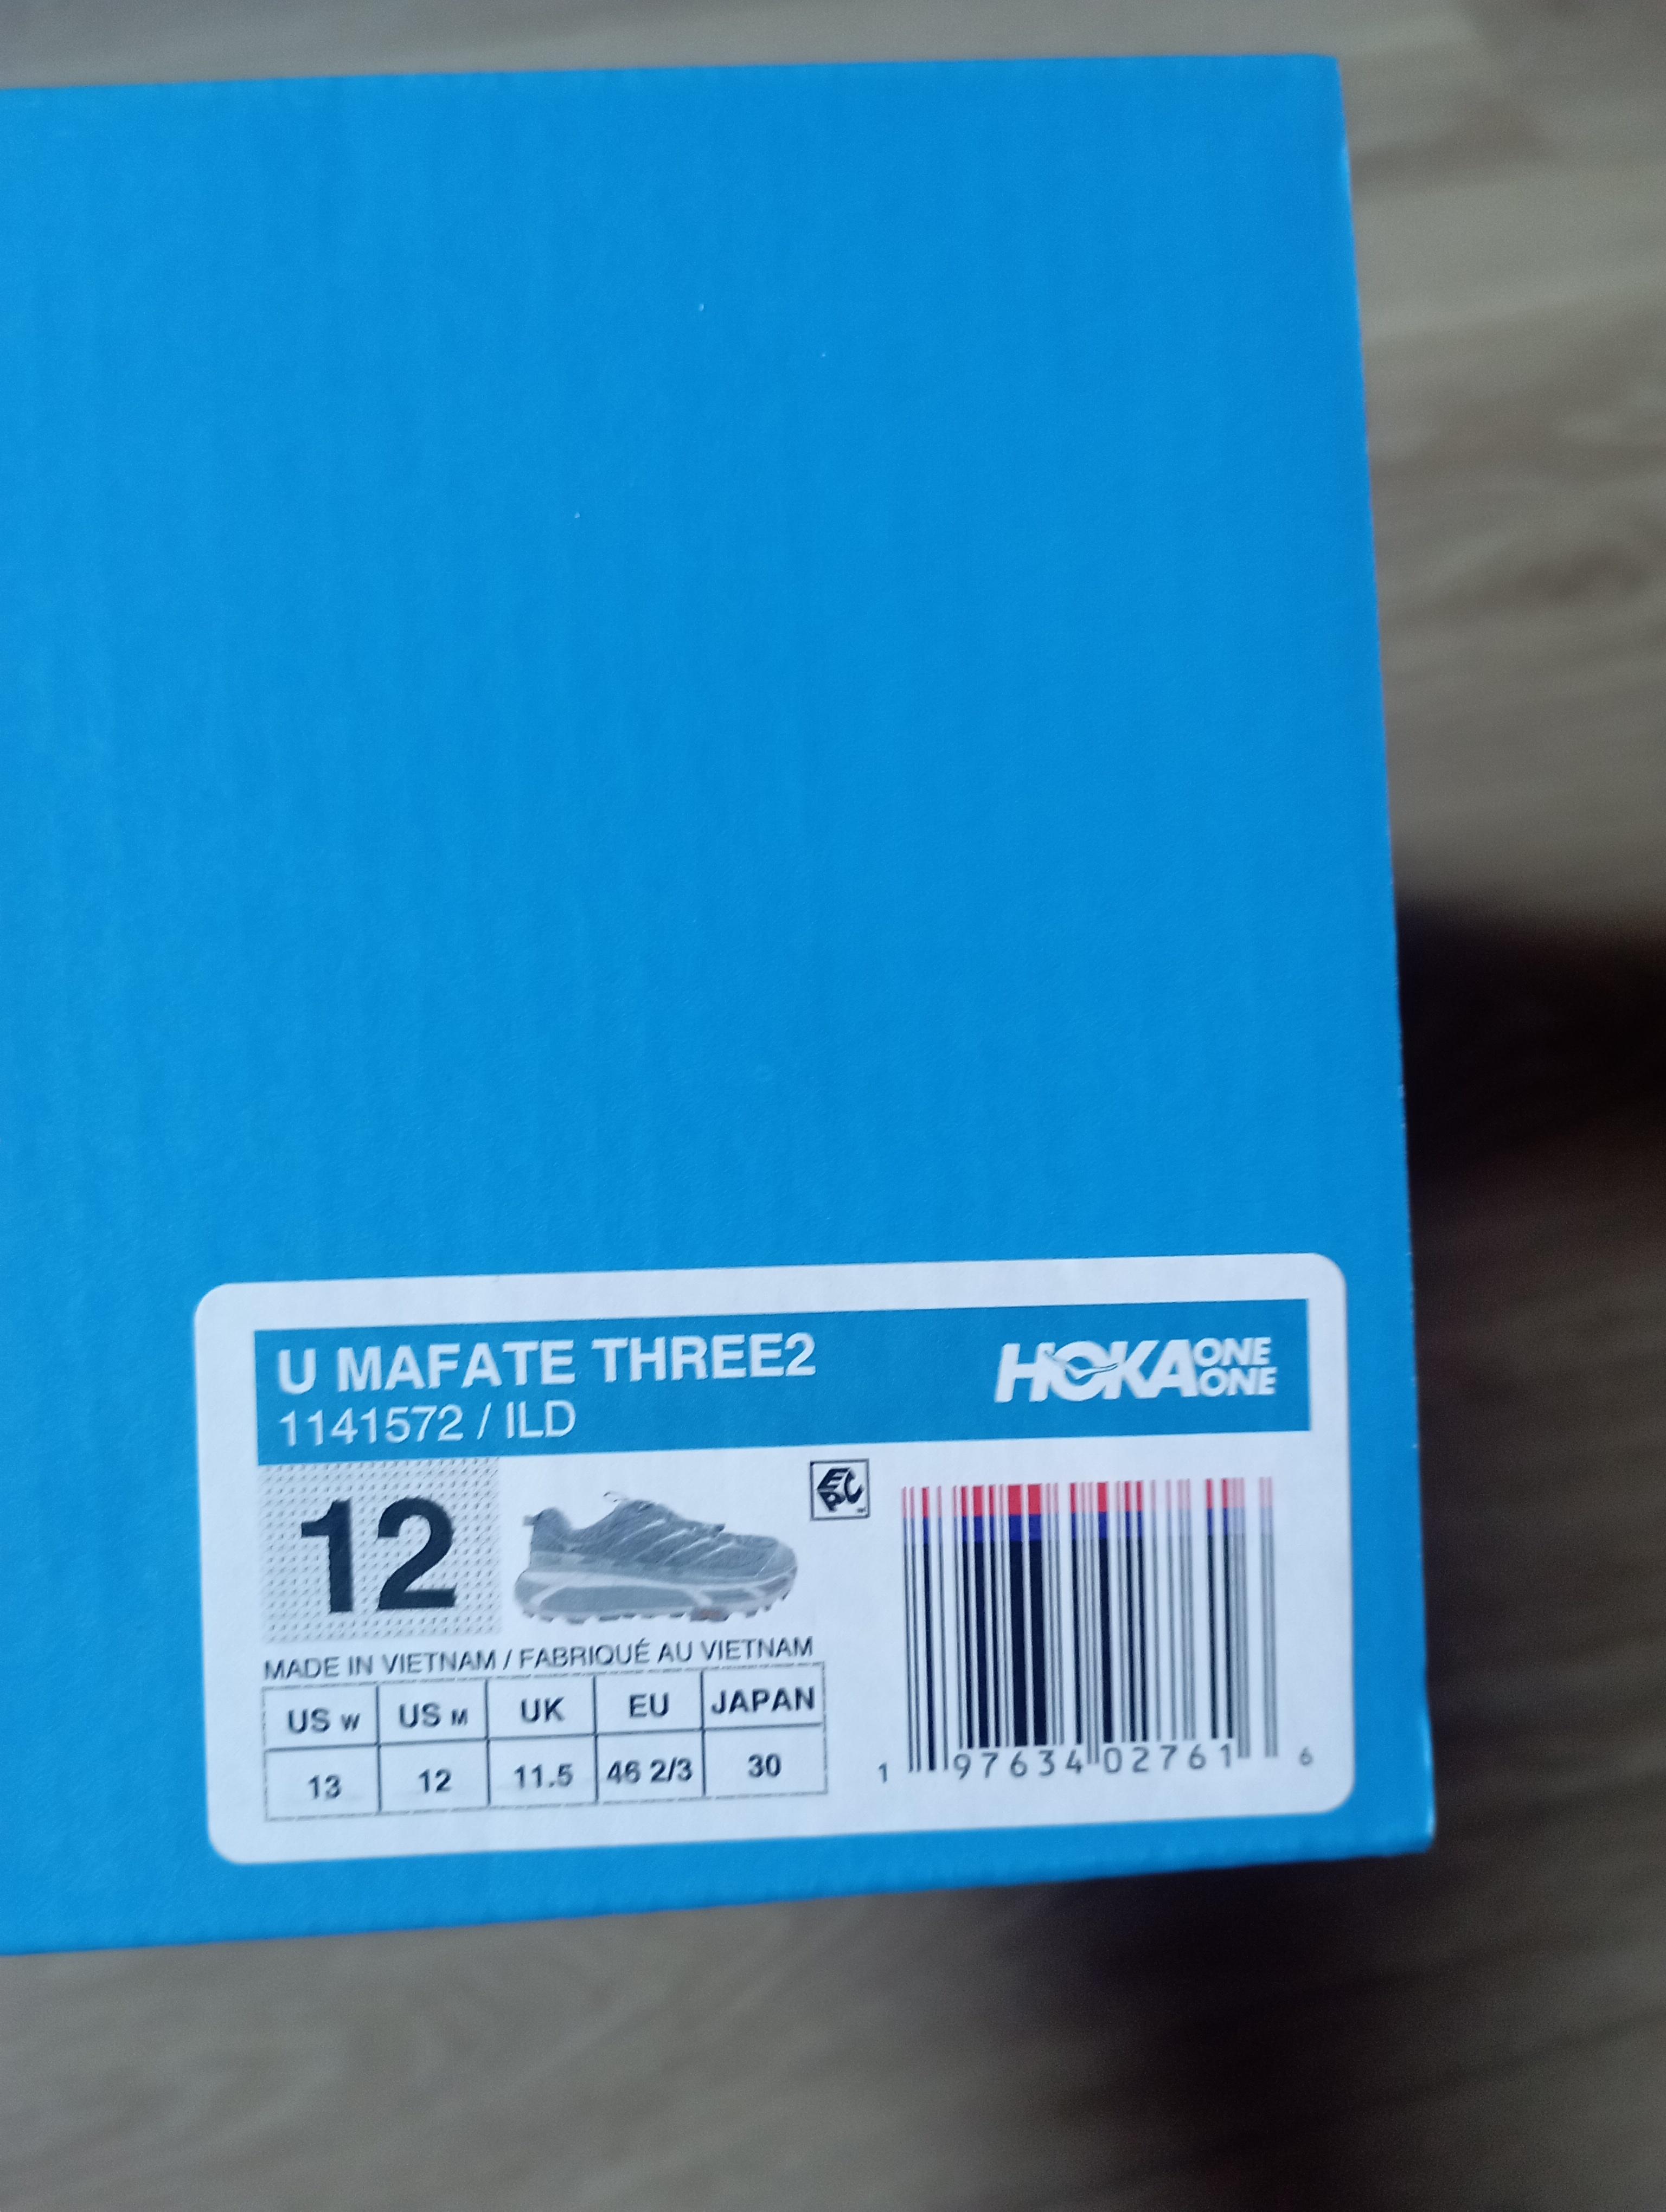 U MAFATE THREE2
1141572 / ILD
HOKA ONE ONE
12
EPC
MADE IN VIETNAM / FABRIQUÉ AU VIETNAM
US W US M UK EU JAPAN
13 12 11.5 46 2/3 30
1 97634 02761 6